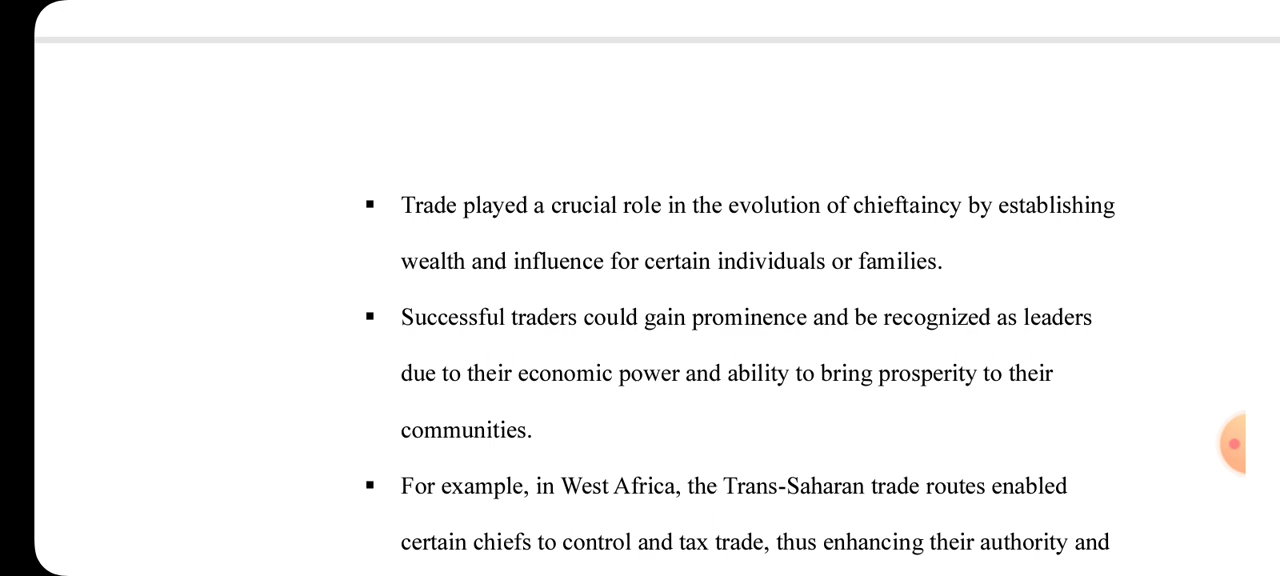 ▪ Trade played a crucial role in the evolution of chieftaincy by establishing
wealth and influence for certain individuals or families.
▪ Successful traders could gain prominence and be recognized as leaders
due to their economic power and ability to bring prosperity to their
communities.
▪ For example, in West Africa, the Trans-Saharan trade routes enabled
certain chiefs to control and tax trade, thus enhancing their authority and